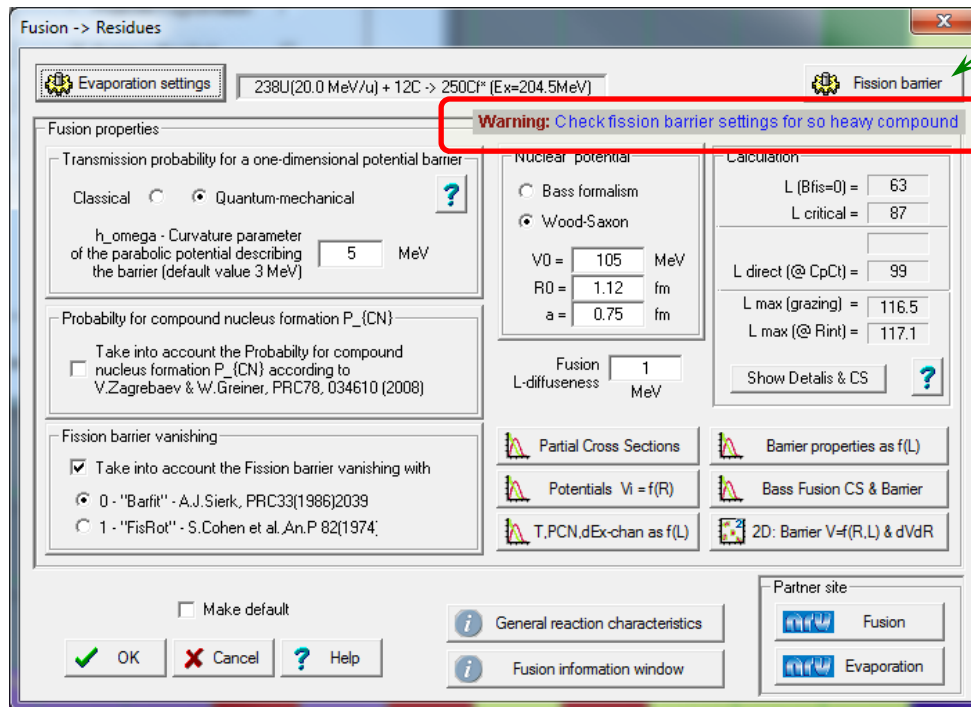 Fusion -> Residues
Evaporation settings
238U(20.0 MeV/u) + 12C -> 250Cf* (Ex=204.5MeV)
Fission barrier
Warning: Check fission barrier settings for so heavy compound
Fusion properties
Transmission probability for a one-dimensional potential barrier
Classical
Quantum-mechanical
?
h_omega - Curvature parameter
of the parabolic potential describing
the barrier (default value 3 MeV)
5 MeV
Probabilty for compound nucleus formation P_{CN}
Take into account the Probabilty for compound
nucleus formation P_{CN} according to
V.Zagrebaev & W.Greiner, PRC78, 034610 (2008)
Fission barrier vanishing
Take into account the Fission barrier vanishing with
0 - "Barfit" - A.J.Sierk, PRC33(1986)2039
1 - "FisRot" - S.Cohen et al.,An.P 82(1974)
Nuclear potential
Bass formalism
Wood-Saxon
V0 = 105 MeV
R0 = 1.12 fm
a = 0.75 fm
Fusion
L-diffuseness
1
MeV
Calculation
L (Bfis=0) = 63
L critical = 87
L direct (@ CpCt) = 99
L max (grazing) = 116.5
L max (@ Rint) = 117.1
Show Detalis & CS
?
Partial Cross Sections
Barrier properties as f(L)
Potentials Vi = f(R)
Bass Fusion CS & Barrier
T,PCN,dEx-chan as f(L)
2D: Barrier V=f(R,L) & dVdR
Make default
OK
Cancel
? Help
General reaction characteristics
Fusion information window
Partner site
nrv Fusion
nrv Evaporation